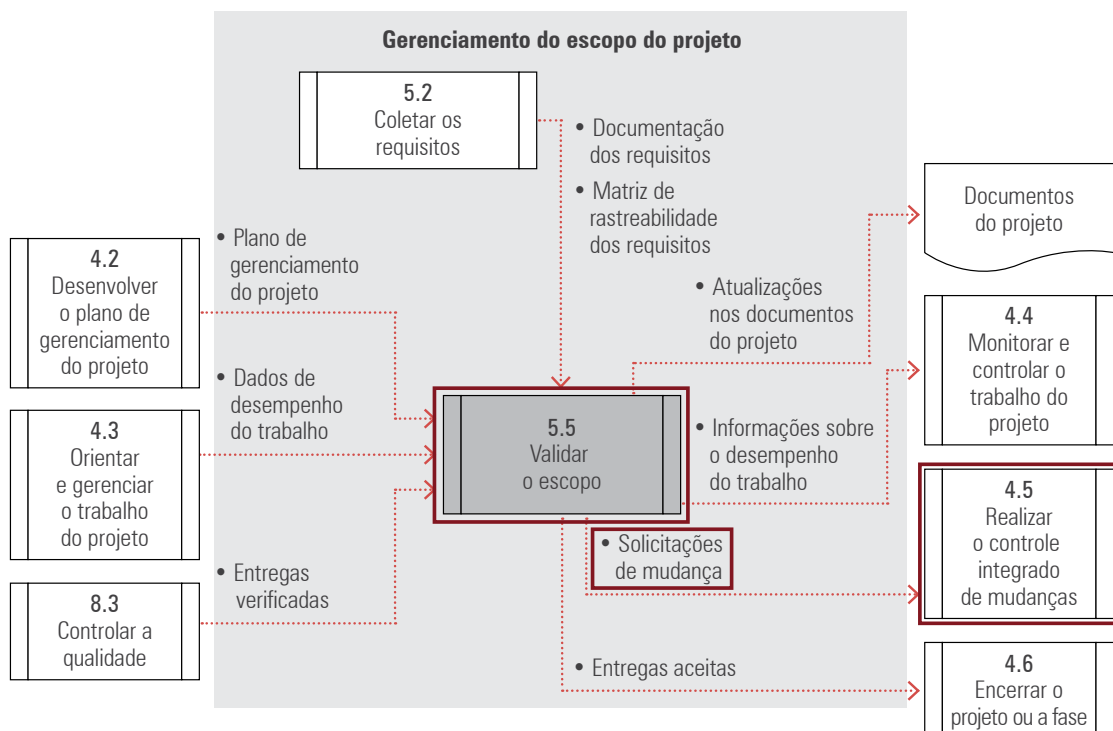 Gerenciamento do escopo do projeto
5.2
Coletar os
requisitos
• Documentação
dos requisitos
• Matriz de
rastreabilidade
dos requisitos
Documentos
do projeto
4.2
Desenvolver
o plano de
gerenciamento
do projeto
• Plano de
gerenciamento
do projeto
• Atualizações
nos documentos
do projeto
4.4
Monitorar e
controlar o
trabalho do
projeto
4.3
Orientar
e gerenciar
o trabalho
do projeto
• Dados de
desempenho
do trabalho
5.5
Validar
o escopo
• Informações sobre
o desempenho
do trabalho
• Solicitações
de mudança
4.5
Realizar
o controle
integrado
de mudanças
8.3
Controlar a
qualidade
• Entregas
verificadas
• Entregas aceitas
4.6
Encerrar o
projeto ou a fase